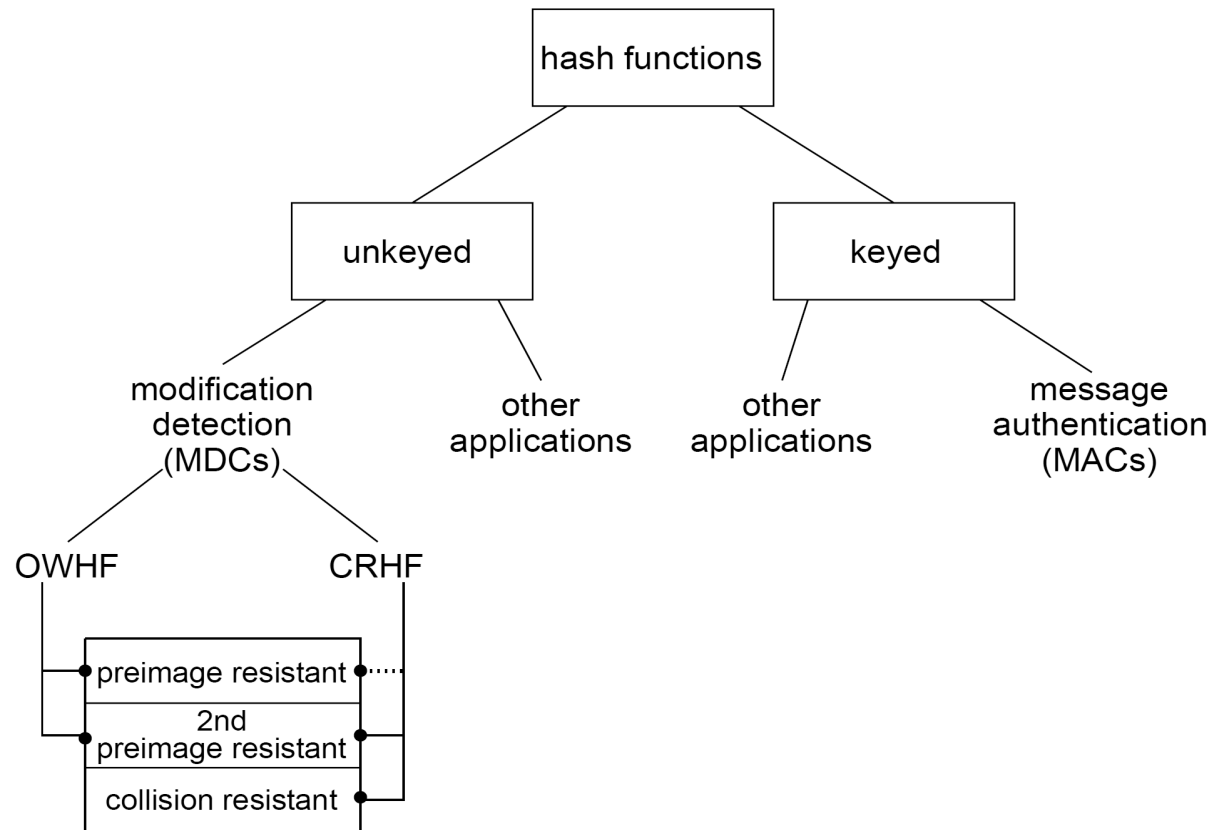 hash functions
unkeyed
keyed
modification
detection
(MDCs)
other
applications
other
applications
message
authentication
(MACs)
OWHF
CRHF
preimage resistant
2nd
preimage resistant
collision resistant